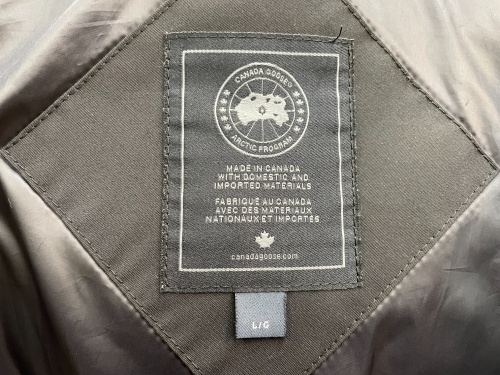 CANADA GOOSE®
ARCTIC PROGRAM
MADE IN CANADA
WITH DOMESTIC AND
IMPORTED MATERIALS
FABRIQUÉ AU CANADA
AVEC DES MATERIAUX
NATIONAUX ET IMPORTÉS
canadagoose.com
L/G